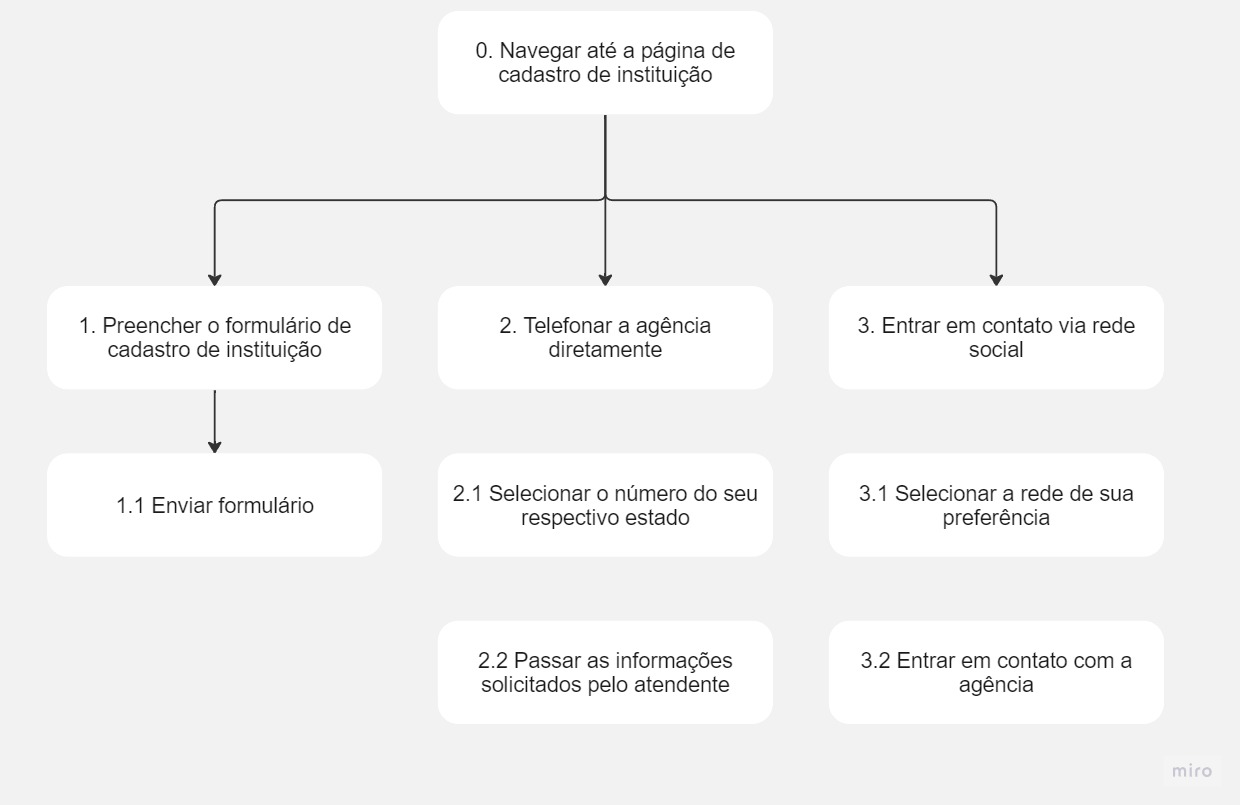 0. Navegar até a página de
cadastro de instituição
1. Preencher o formulário de
cadastro de instituição
2. Telefonar a agência
diretamente
3. Entrar em contato via rede
social
1.1 Enviar formulário
2.1 Selecionar o número do seu
respectivo estado
3.1 Selecionar a rede de sua
preferência
2.2 Passar as informações
solicitados pelo atendente
3.2 Entrar em contato com a
agência
miro